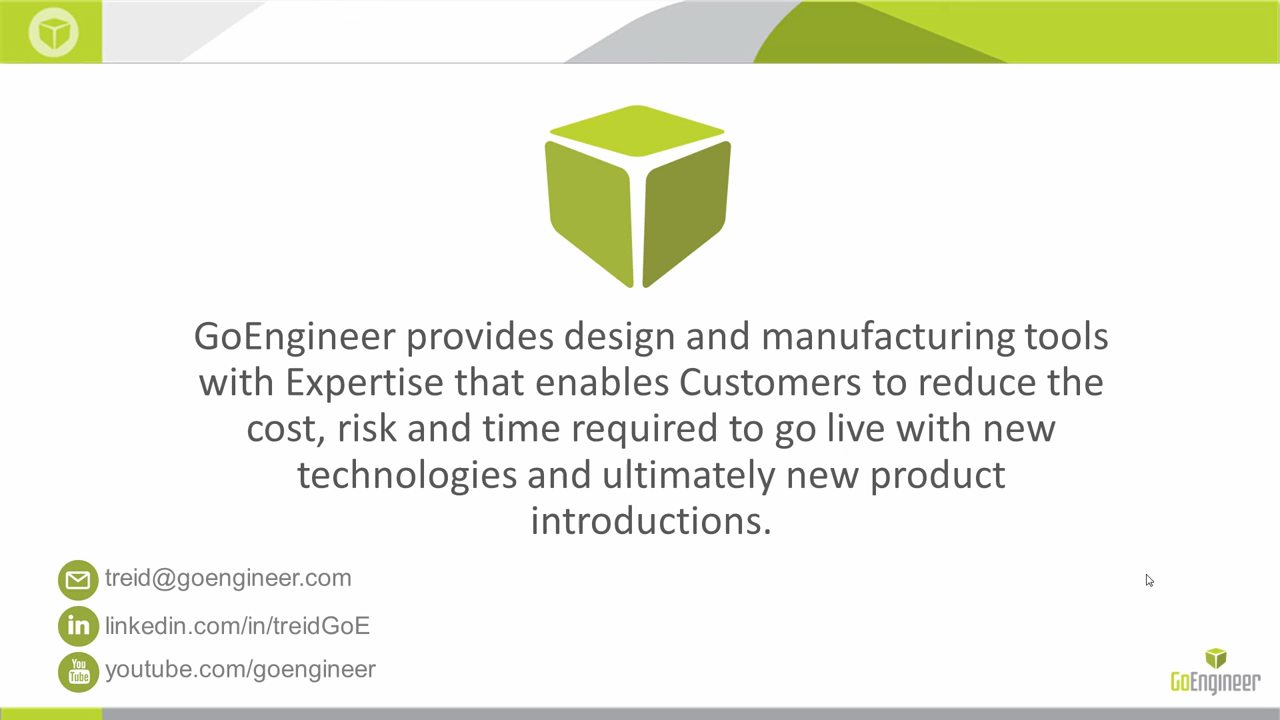 GoEngineer provides design and manufacturing tools
with Expertise that enables Customers to reduce the
cost, risk and time required to go live with new
technologies and ultimately new product
introductions.
treid@goengineer.com
in linkedin.com/in/treidGoE
You
Tube
youtube.com/goengineer
GoEngineer